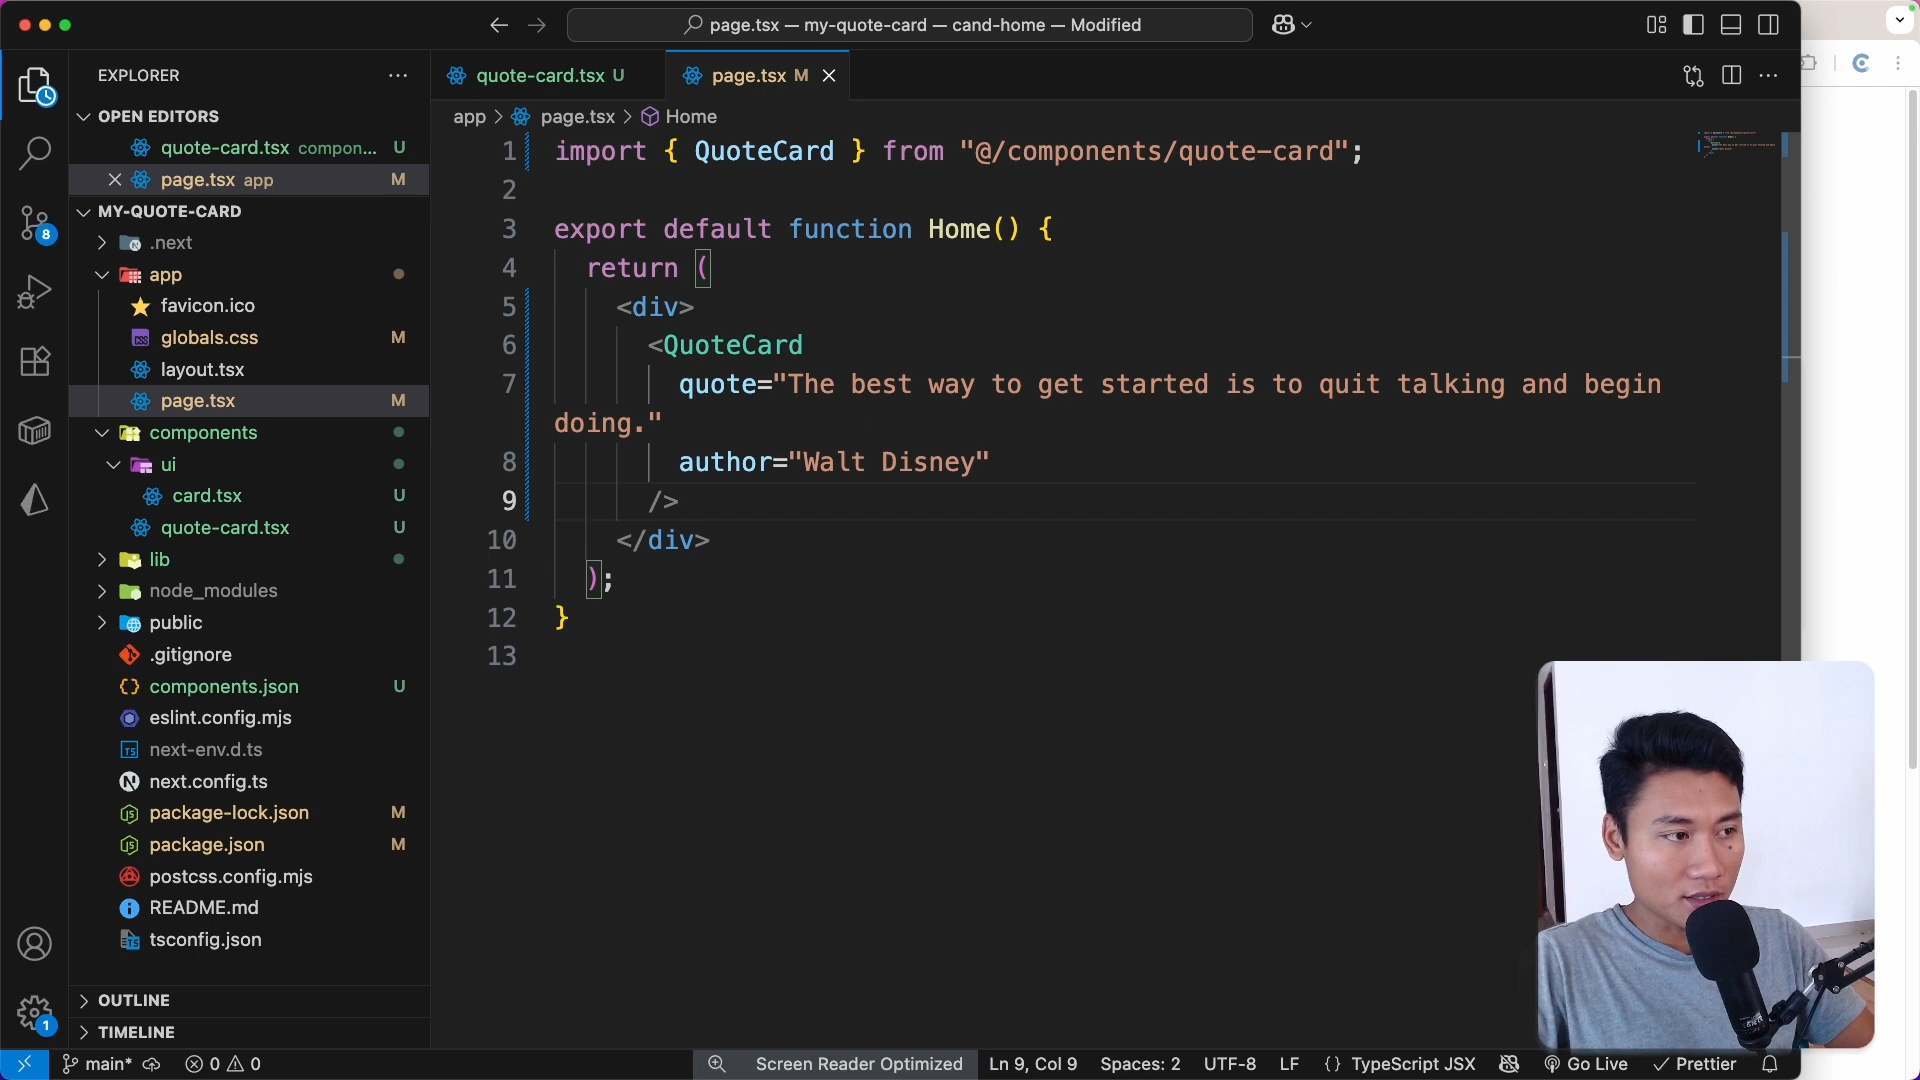 page.tsx — my-quote-card — cand-home — Modified
EXPLORER
OPEN EDITORS
quote-card.tsx compon... U
page.tsx app M
MY-QUOTE-CARD
.next
app
favicon.ico
globals.css M
layout.tsx
page.tsx M
components
ui
card.tsx U
quote-card.tsx U
lib
node_modules
public
.gitignore
components.json U
eslint.config.mjs
next-env.d.ts
next.config.ts
package-lock.json M
package.json M
postcss.config.mjs
README.md
tsconfig.json
OUTLINE
TIMELINE
8
1
quote-card.tsx U
page.tsx M
app > page.tsx > Home
1 import { QuoteCard } from "@/components/quote-card";
2
3 export default function Home() {
4 return (
5 <div>
6 <QuoteCard
7 quote="The best way to get started is to quit talking and begin
doing."
8 author="Walt Disney"
9 />
10 </div>
11 );
12 }
13
main* 0 0 Screen Reader Optimized Ln 9, Col 9 Spaces: 2 UTF-8 LF {} TypeScript JSX Go Live Prettier